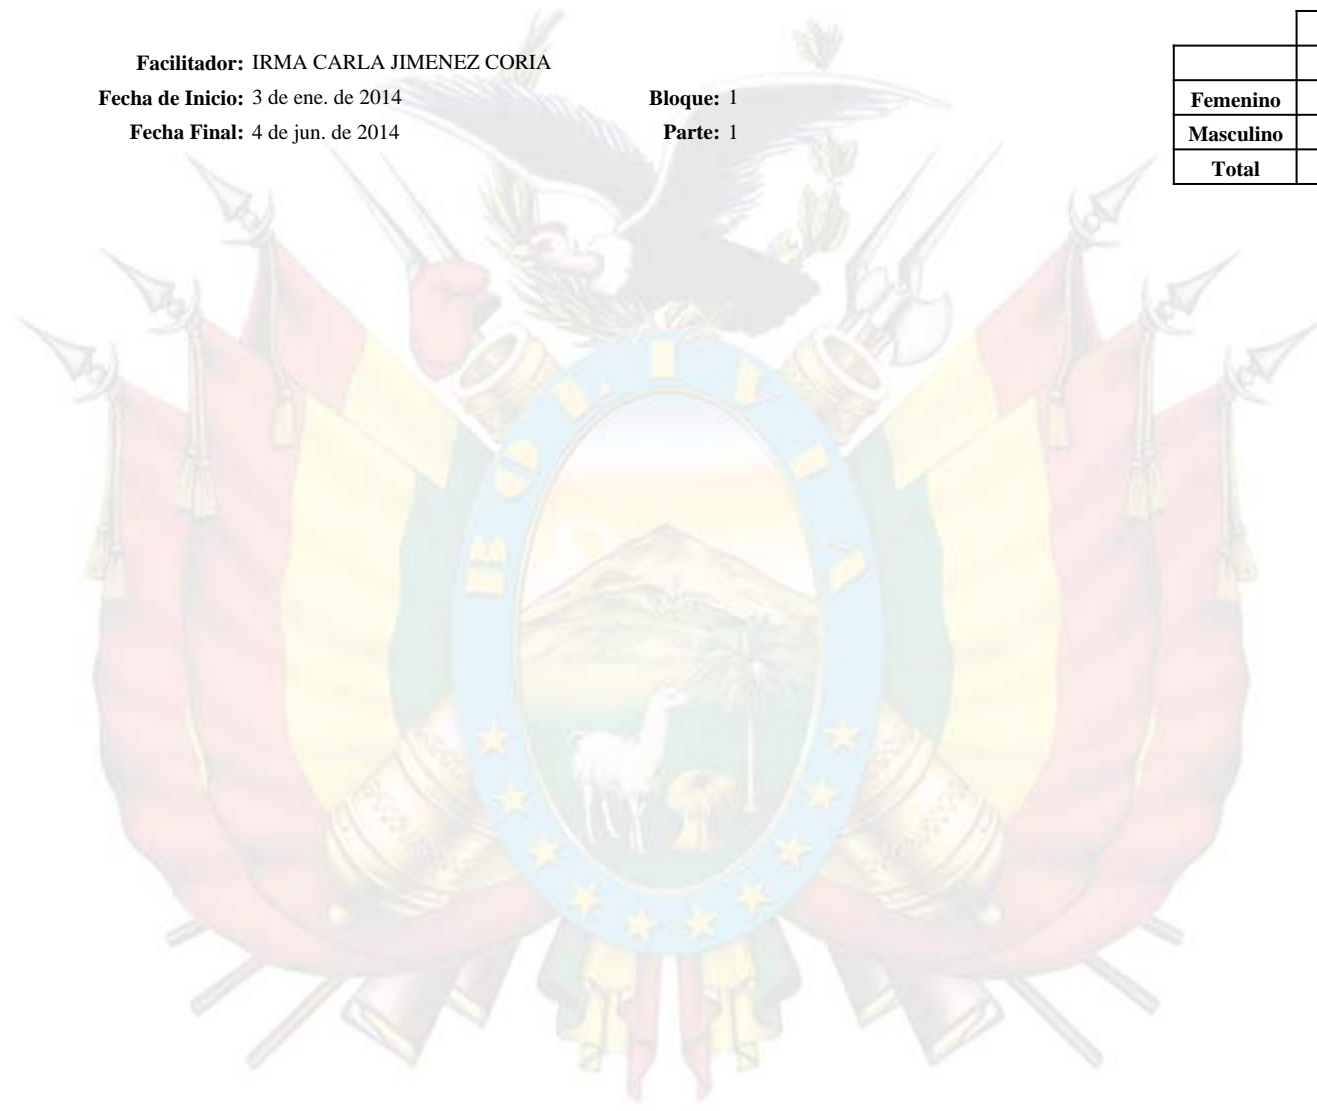 Facilitador: IRMA CARLA JIMENEZ CORIA
Fecha de Inicio: 3 de ene. de 2014 Bloque: 1
Fecha Final: 4 de jun. de 2014 Parte: 1
Femenino
Masculino
Total
BOLIVIA